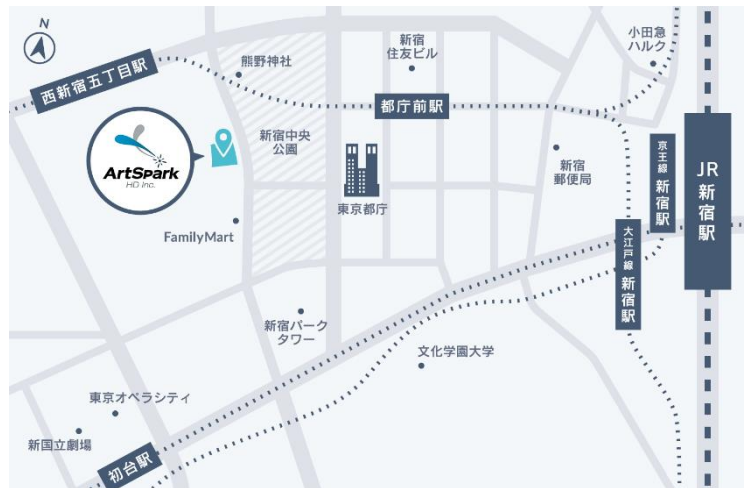 N
西新宿五丁目駅
熊野神社
新宿
住友ビル
小田急
ハルク
都庁前駅
ArtSpark
HD Inc.
新宿中央
公園
東京都庁
新宿
郵便局
京王線 新宿駅
JR新宿駅
FamilyMart
大江戸線 新宿駅
新宿パーク
タワー
文化学園大学
東京オペラシティ
新国立劇場
初台駅